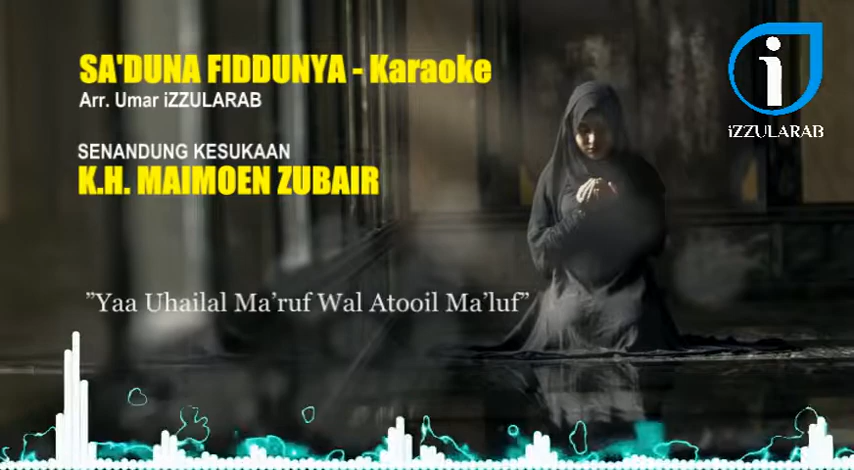 SA'DUNA FIDDUNYA - Karaoke
Arr. Umar iZZULARAB
SENANDUNG KESUKAAN
K.H. MAIMOEN ZUBAIR
”Yaa Uhailal Ma’ruf Wal Atooil Ma’luf”
i
iZZULARAB